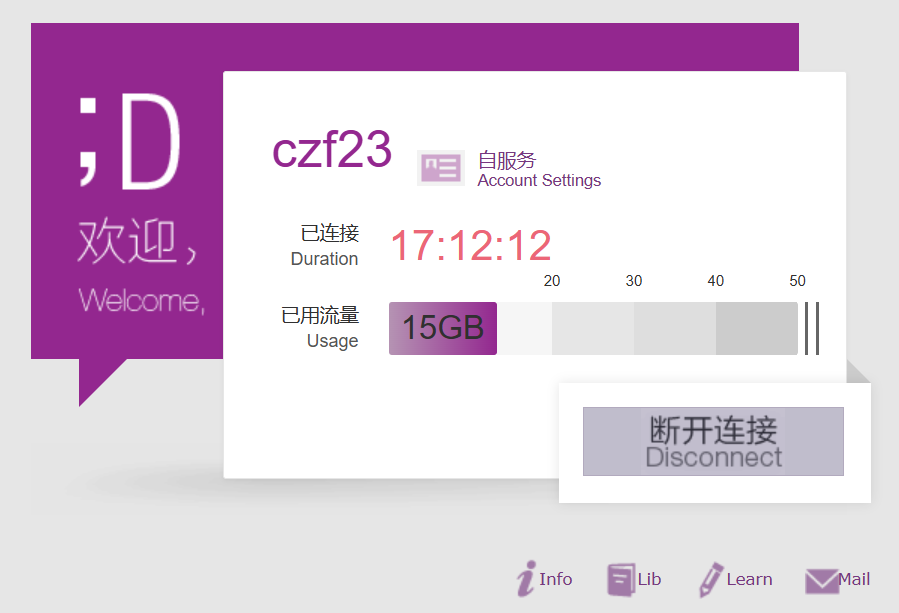 ;D
欢迎，
Welcome,
czf23
自服务
Account Settings
已连接
Duration
17:12:12
20 30 40 50
已用流量
Usage
15GB
断开连接
Disconnect
Info Lib Learn Mail